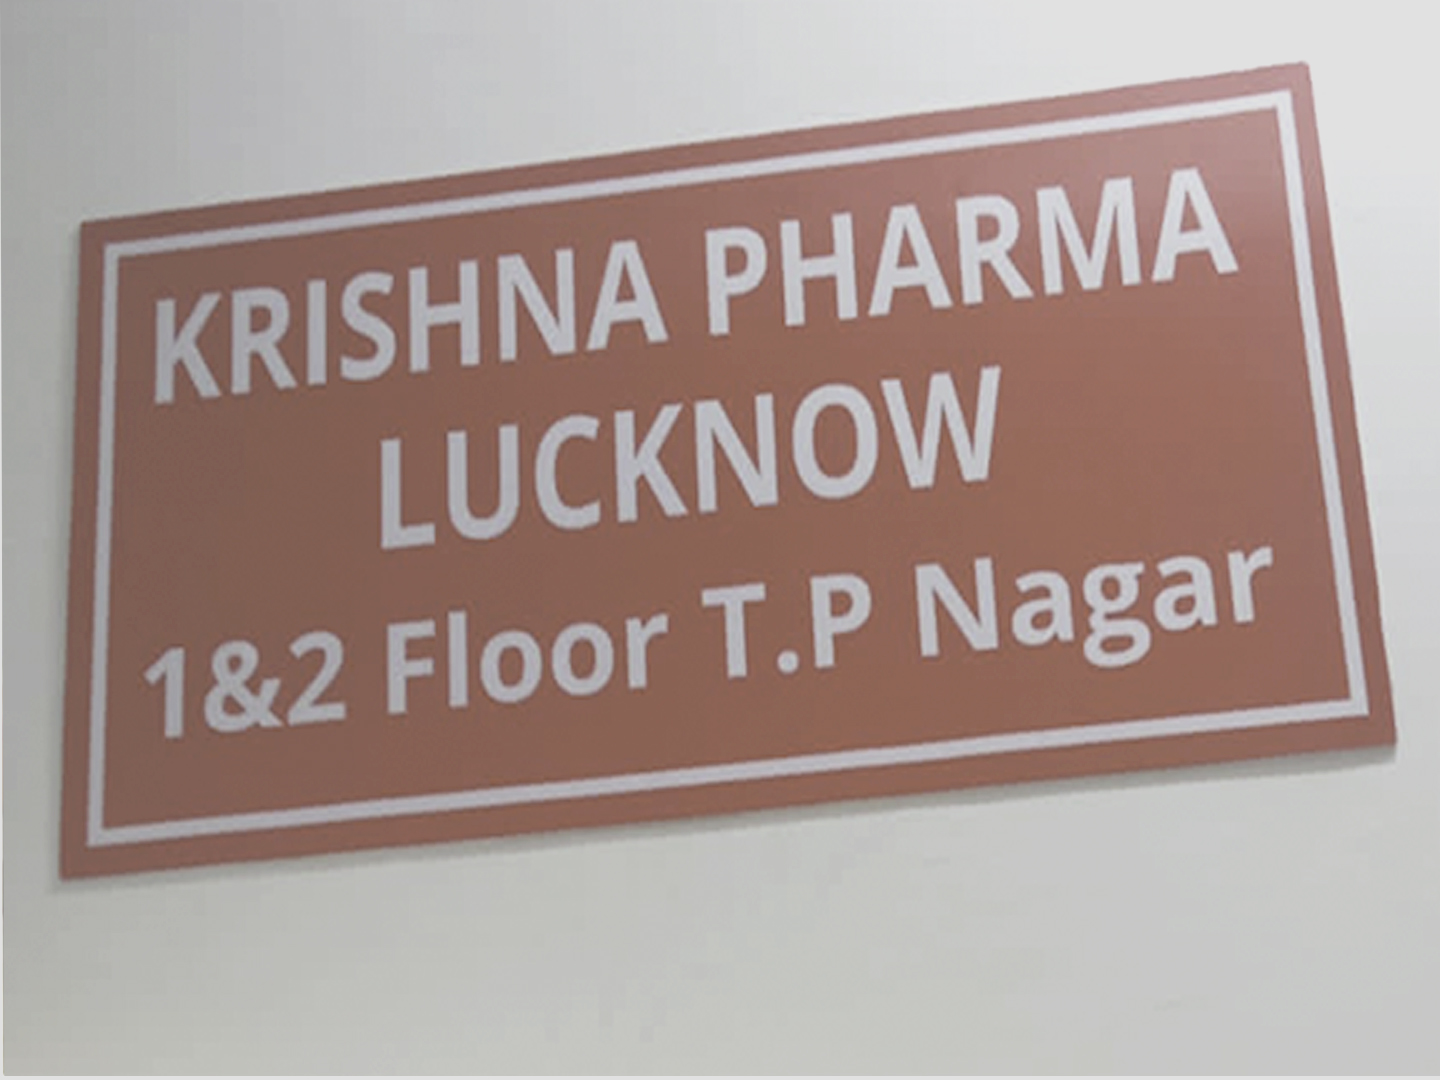 KRISHNA PHARMA
LUCKNOW
1&2 Floor T.P Nagar